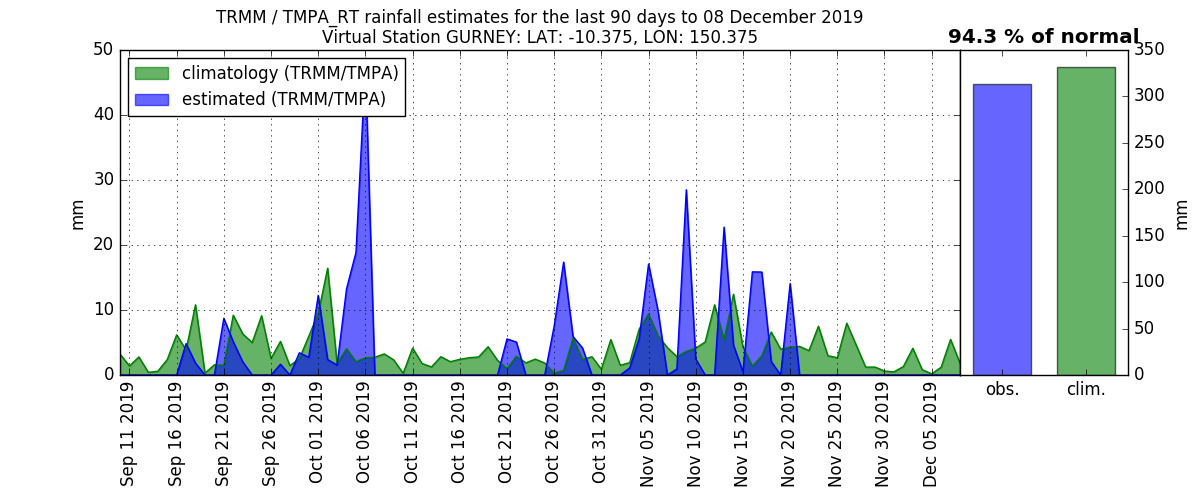 TRMM / TMPA_RT rainfall estimates for the last 90 days to 08 December 2019
Virtual Station GURNEY: LAT: -10.375, LON: 150.375
94.3 % of normal
climatology (TRMM/TMPA)
estimated (TRMM/TMPA)
50
40
30
20
10
0
mm
350
300
250
200
150
100
50
0
mm
Sep 11 2019
Sep 16 2019
Sep 21 2019
Sep 26 2019
Oct 01 2019
Oct 06 2019
Oct 11 2019
Oct 16 2019
Oct 21 2019
Oct 26 2019
Oct 31 2019
Nov 05 2019
Nov 10 2019
Nov 15 2019
Nov 20 2019
Nov 25 2019
Nov 30 2019
Dec 05 2019
obs.
clim.